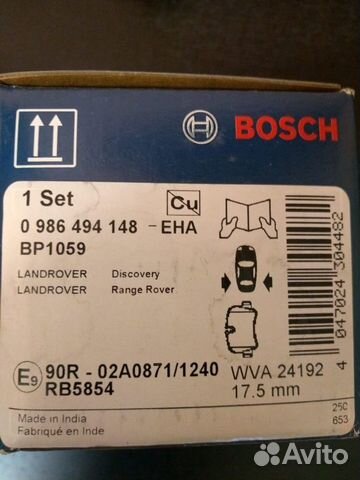 BOSCH
1 Set
Cu
0 986 494 148 - EHA
BP1059
LANDROVER Discovery
LANDROVER Range Rover
4 047024 304482
E9 90R - 02A0871/1240 WVA 24192
RB5854 17.5 mm
Made in India
Fabriqué en Inde
25C
653
Avito